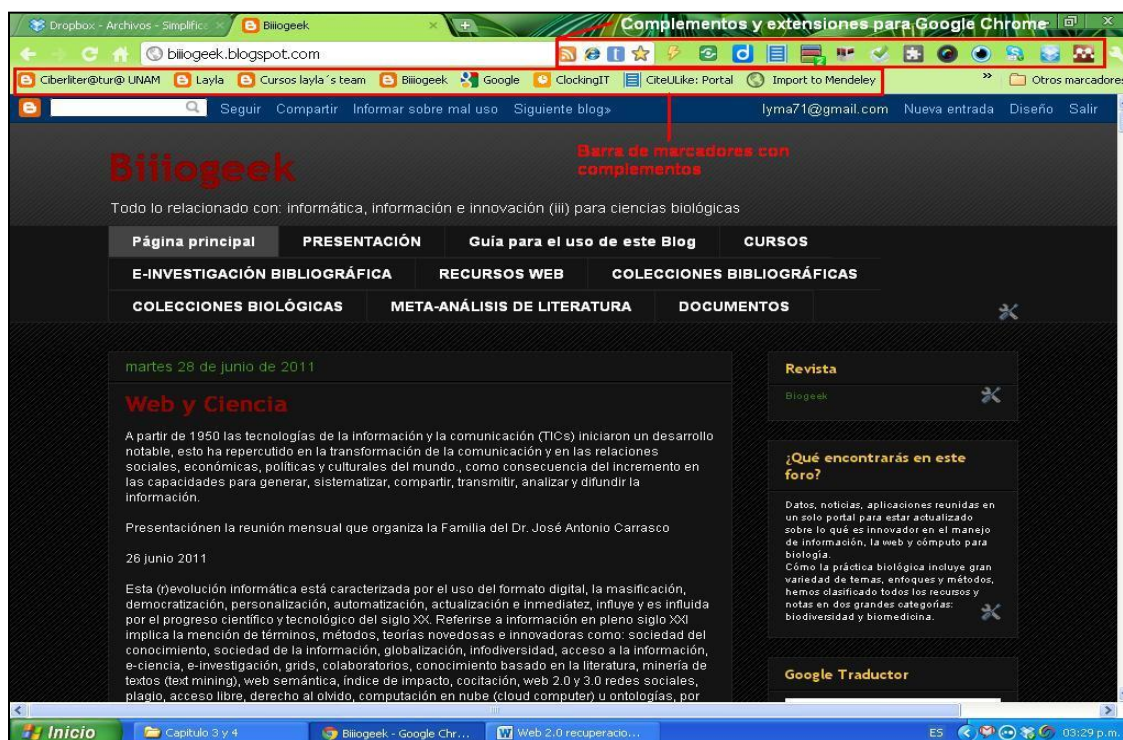 Dropbox - Archivos - Simplific
Biiiogeek
Complementos y extensiones para Google Chrome
biiiogeek.blogspot.com
Ciberliter@tur@ UNAM
Layla
Cursos layla´s team
Biiiogeek
Google
ClockingIT
CiteULike: Portal
Import to Mendeley
»
Otros marcadores
Seguir
Compartir
Informar sobre mal uso
Siguiente blog»
lyma71@gmail.com
Nueva entrada
Diseño
Salir
Barra de marcadores con
complementos
Biiiogeek
Todo lo relacionado con: informática, información e innovación (iii) para ciencias biológicas
Página principal
PRESENTACIÓN
Guía para el uso de este Blog
CURSOS
E-INVESTIGACIÓN BIBLIOGRÁFICA
RECURSOS WEB
COLECCIONES BIBLIOGRÁFICAS
COLECCIONES BIOLÓGICAS
META-ANÁLISIS DE LITERATURA
DOCUMENTOS
martes 28 de junio de 2011
Web y Ciencia
A partir de 1950 las tecnologías de la información y la comunicación (TICs) iniciaron un desarrollo
notable, esto ha repercutido en la transformación de la comunicación y en las relaciones
sociales, económicas, políticas y culturales del mundo., como consecuencia del incremento en
las capacidades para generar, sistematizar, compartir, transmitir, analizar y difundir la
información.
Presentaciónen la reunión mensual que organiza la Familia del Dr. José Antonio Carrasco
26 junio 2011
Esta (r)evolución informática está caracterizada por el uso del formato digital, la masificación,
democratización, personalización, automatización, actualización e inmediatez, influye y es influida
por el progreso científico y tecnológico del siglo XX. Referirse a información en pleno siglo XXI
implica la mención de términos, métodos, teorías novedosas e innovadoras como: sociedad del
conocimiento, sociedad de la información, globalización, infodiversidad, acceso a la información,
e-ciencia, e-investigación, grids, colaboratorios, conocimiento basado en la literatura, minería de
textos (text mining), web semántica, índice de impacto, cocitación, web 2.0 y 3.0 redes sociales,
plagio, acceso libre, derecho al olvido, computación en nube (cloud computer) u ontologías, por
Revista
Biogeek
¿Qué encontrarás en este
foro?
Datos, noticias, aplicaciones reunidas en
un solo portal para estar actualizado
sobre lo qué es innovador en el manejo
de información, la web y cómputo para
biología.
Cómo la práctica biológica incluye gran
variedad de temas, enfoques y métodos,
hemos clasificado todos los recursos y
notas en dos grandes categorías:
biodiversidad y biomedicina.
Google Traductor
Inicio
Capitulo 3 y 4
Biiiogeek - Google Chr...
Web 2.0 recuperacio...
ES
03:29 p.m.